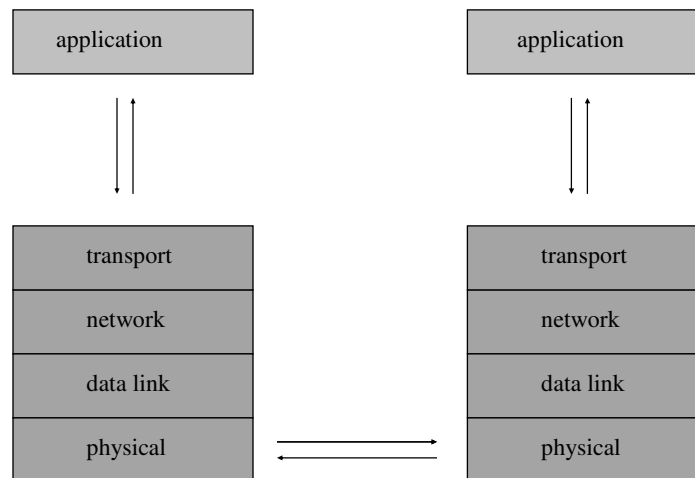 application
application
transport
network
data link
physical
transport
network
data link
physical